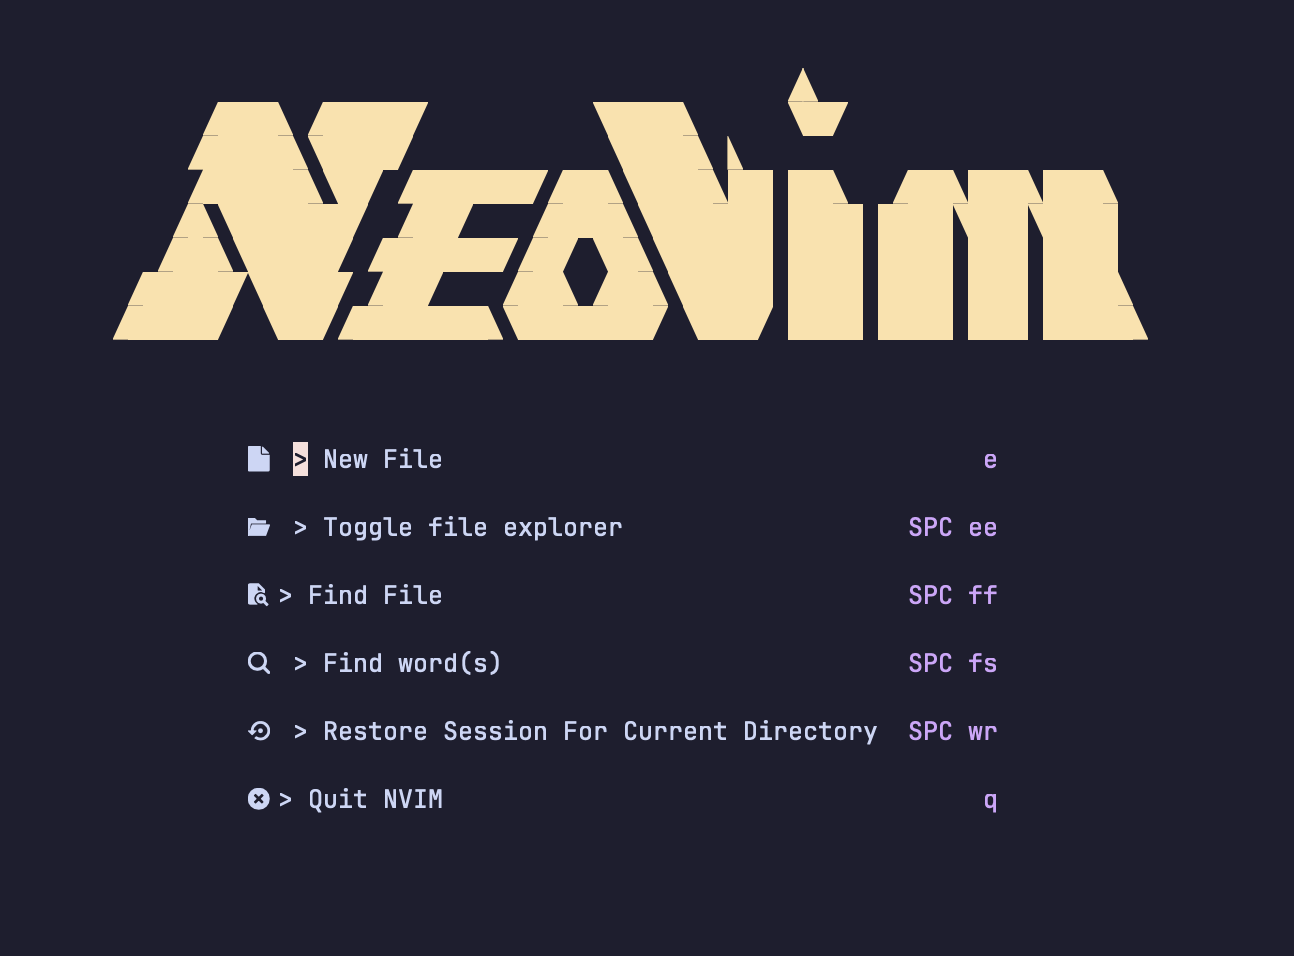 NeoVim
> New File e
> Toggle file explorer SPC ee
> Find File SPC ff
> Find word(s) SPC fs
> Restore Session For Current Directory SPC wr
> Quit NVIM q